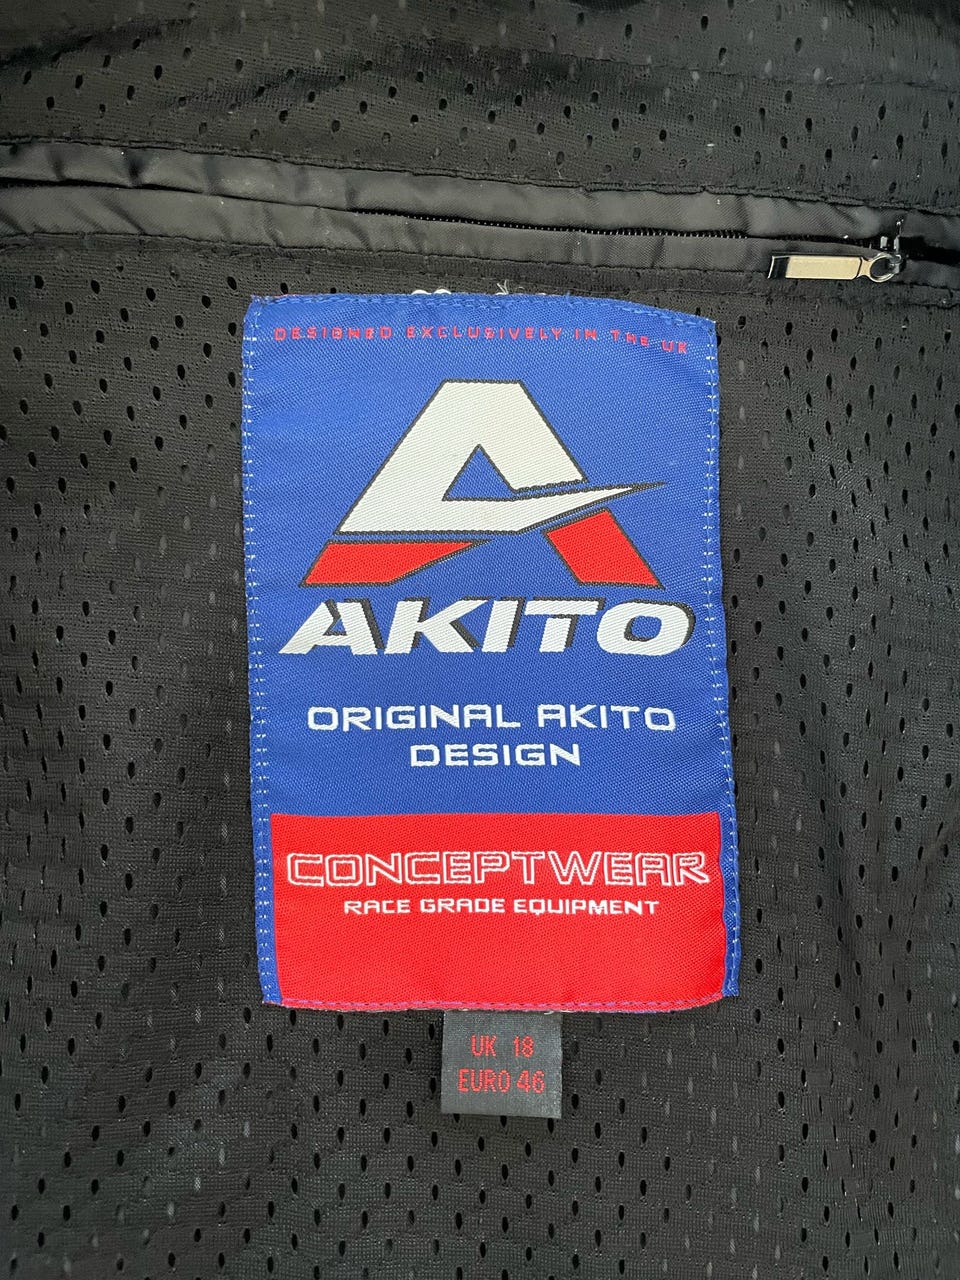 DESIGNED EXCLUSIVELY IN THE UK
AKITO
ORIGINAL AKITO
DESIGN
CONCEPTWEAR
RACE GRADE EQUIPMENT
UK 18
EURO 46